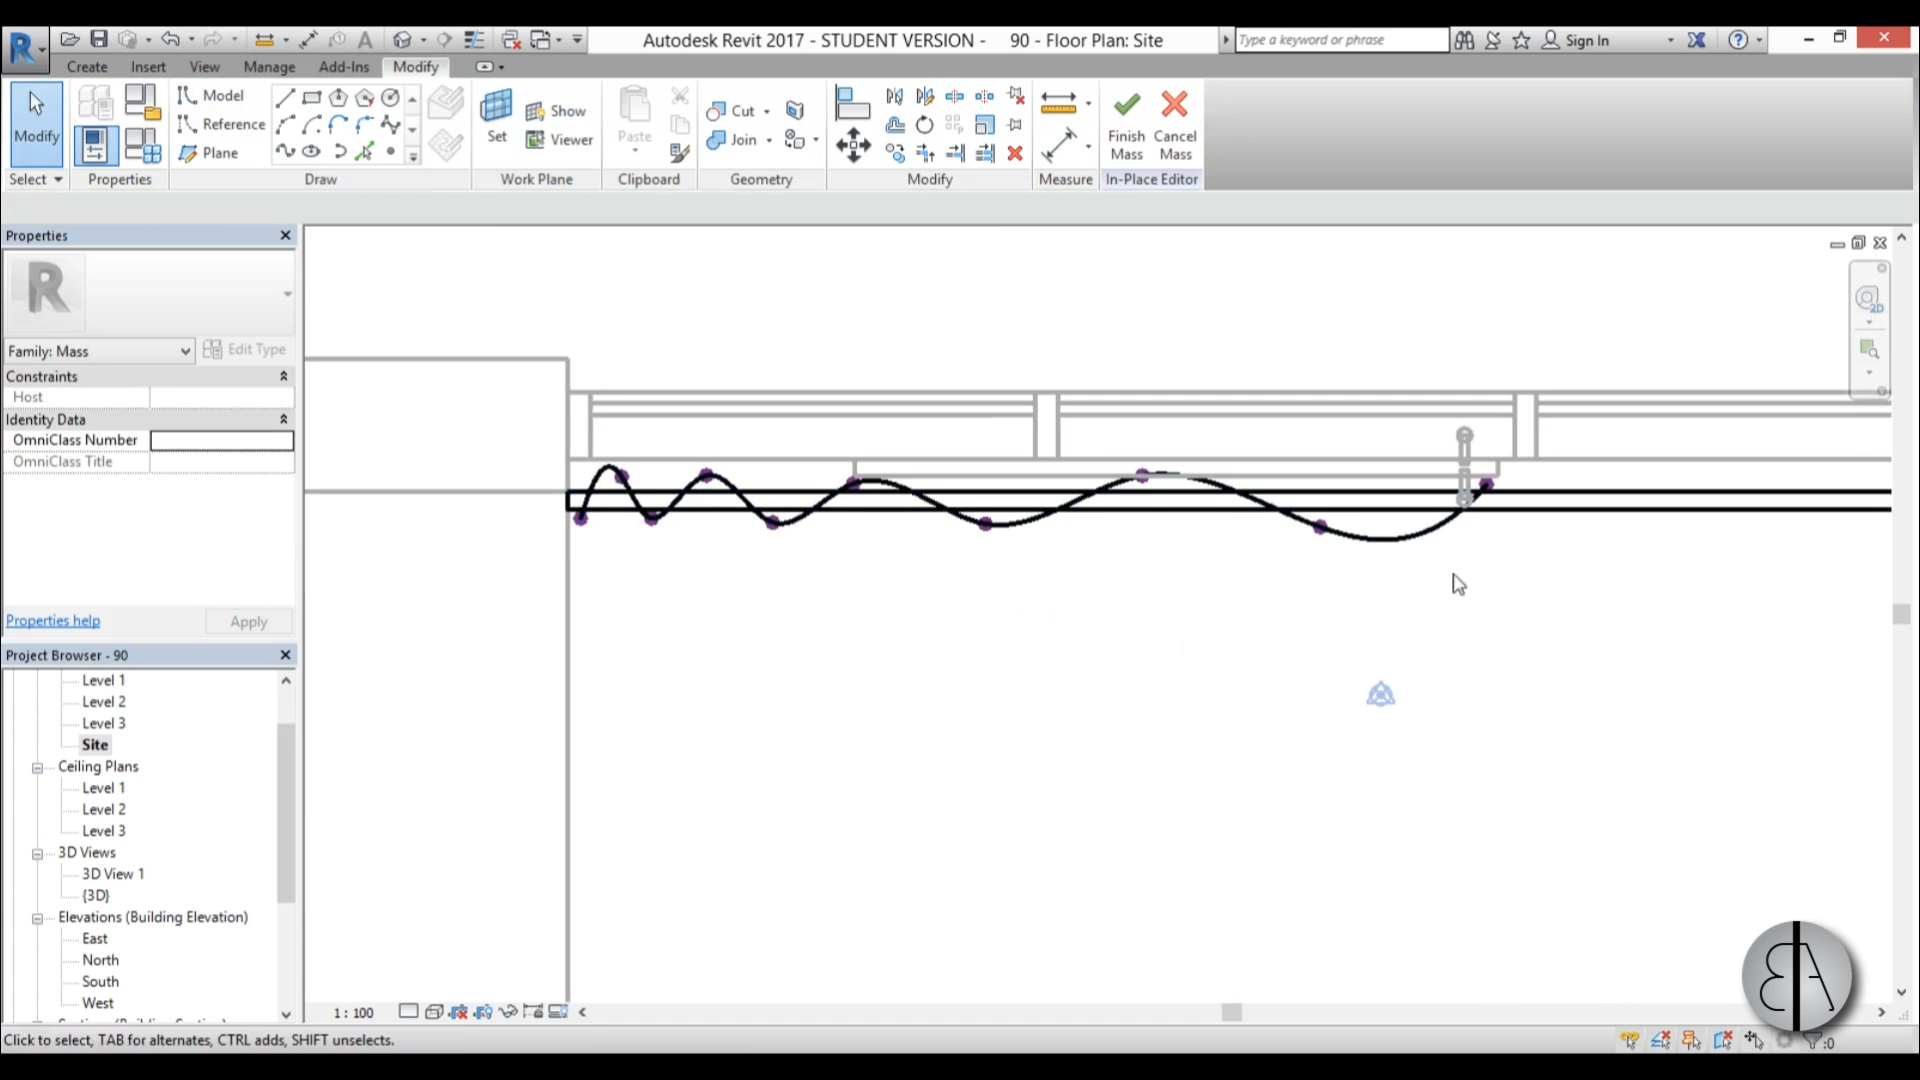 Autodesk Revit 2017 - STUDENT VERSION - 90 - Floor Plan: Site
Type a keyword or phrase
Sign In
Create Insert View Manage Add-Ins Modify
Modify
Model
Reference
Plane
Set
Show
Viewer
Paste
Cut
Join
Finish Mass
Cancel Mass
Select Properties Draw Work Plane Clipboard Geometry Modify Measure In-Place Editor
Properties
R
Family: Mass
Edit Type
Constraints
Host
Identity Data
OmniClass Number
OmniClass Title
Properties help
Apply
Project Browser - 90
Level 1
Level 2
Level 3
Site
Ceiling Plans
Level 1
Level 2
Level 3
3D Views
3D View 1
{3D}
Elevations (Building Elevation)
East
North
South
West
2D
1 : 100
Click to select, TAB for alternates, CTRL adds, SHIFT unselects.
:0